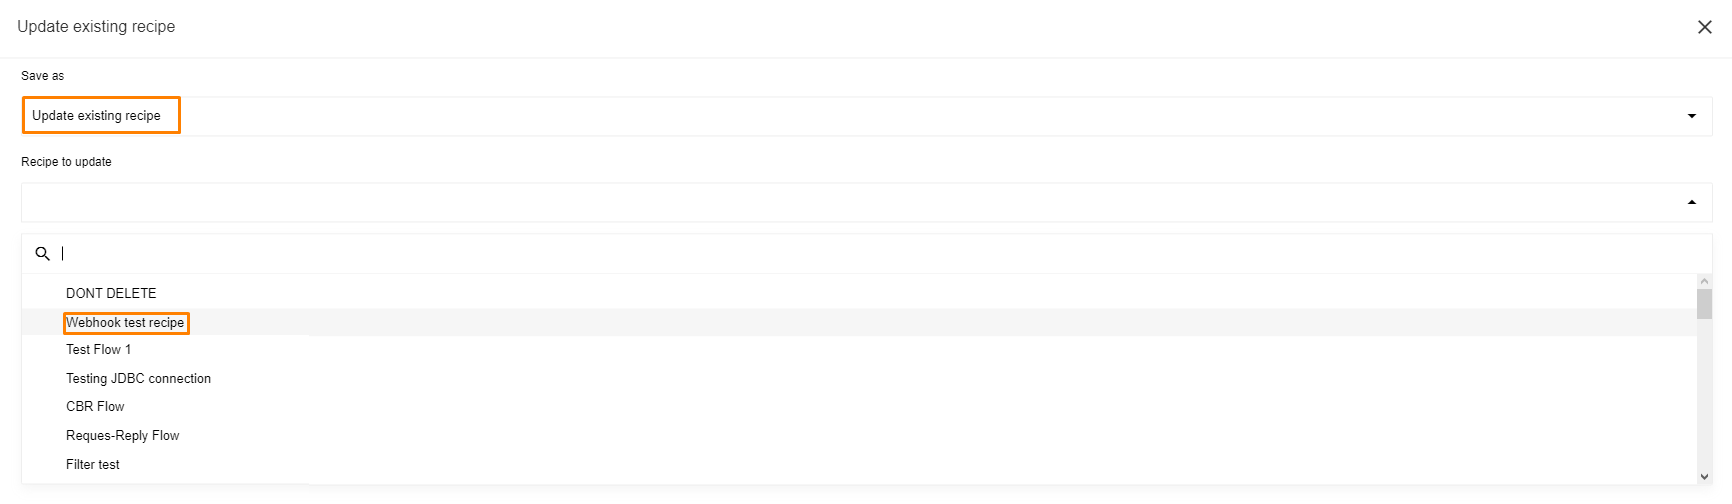 Update existing recipe
Save as
Update existing recipe
Recipe to update
DONT DELETE
Webhook test recipe
Test Flow 1
Testing JDBC connection
CBR Flow
Reques-Reply Flow
Filter test